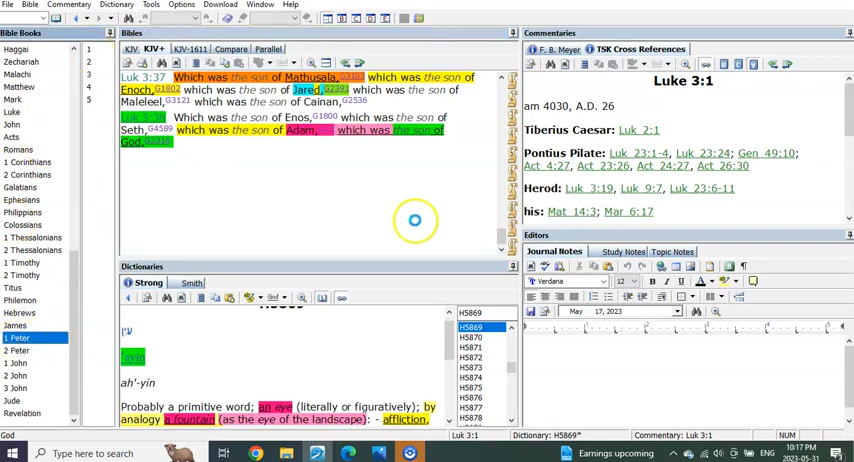 File Bible Commentary Dictionary Tools Options Download Window Help
B C D E
Bible Books
Haggai
Zechariah
Malachi
Matthew
Mark
Luke
John
Acts
Romans
1 Corinthians
2 Corinthians
Galatians
Ephesians
Philippians
Colossians
1 Thessalonians
2 Thessalonians
1 Timothy
2 Timothy
Titus
Philemon
Hebrews
James
1 Peter
2 Peter
1 John
2 John
3 John
Jude
Revelation
1
2
3
4
5
Bibles
KJV KJV+ KJV-1611 Compare Parallel
Luk 3:37 Which was the son of Mathusala,G3103 which was the son of
Enoch,G1802 which was the son of Jared,G2391 which was the son of
Maleleel,G3121 which was the son of Cainan,G2536
Luk 3:38 Which was the son of Enos,G1800 which was the son of
Seth,G4589 which was the son of Adam, which was the son of
God.G2316
Dictionaries
Strong Smith
H5869
עין
‛ayin
ah'-yin
Probably a primitive word; an eye (literally or figuratively); by
analogy a fountain (as the eye of the landscape): - affliction,
H5869
H5869
H5870
H5871
H5872
H5873
H5874
H5875
H5876
H5877
H5878
Commentaries
F. B. Meyer TSK Cross References
Luke 3:1
am 4030, A.D. 26
Tiberius Caesar: Luk 2:1
Pontius Pilate: Luk 23:1-4, Luk 23:24; Gen 49:10;
Act 4:27, Act 23:26, Act 24:27, Act 26:30
Herod: Luk 3:19, Luk 9:7, Luk 23:6-11
his: Mat 14:3; Mar 6:17
Editors
Journal Notes Study Notes Topic Notes
Verdana 12 B I U A
May 17, 2023
1 2 3 4 5
God Luk 3:1 Dictionary: H5869* Commentary: Luk 3:1 NUM
Type here to search
Earnings upcoming
ENG
10:17 PM
2023-05-31